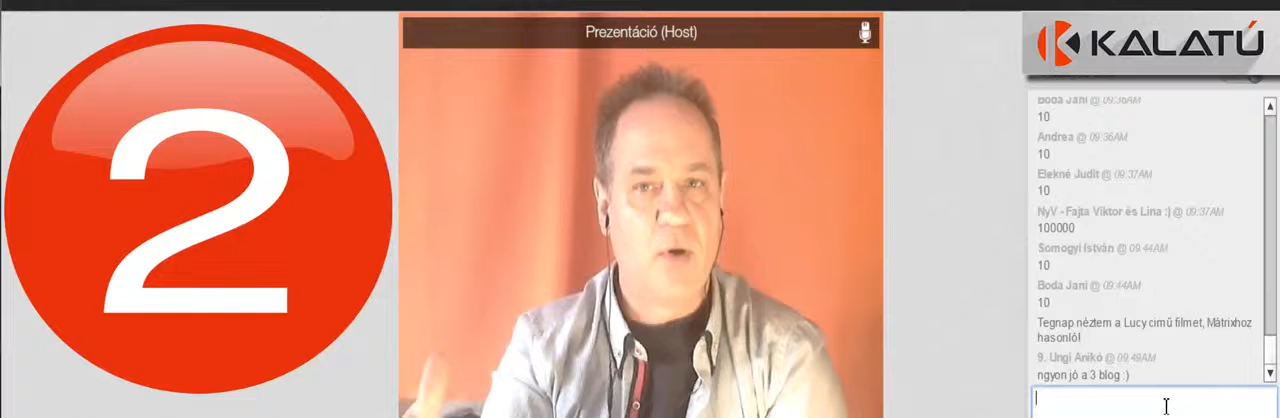 2
Prezentáció (Host)
KALATÚ
Boda Jani @ 09:36AM
10
Andrea @ 09:36AM
10
Elekné Judit @ 09:37AM
10
NyV - Fajta Viktor és Lina :) @ 09:37AM
100000
Somogyi István @ 09:44AM
10
Boda Jani @ 09:44AM
10
Tegnap néztem a Lucy cimű filmet, Mátrixhoz
hasonló!
9. Ungi Anikó @ 09:49AM
ngyon jó a 3 blog :)